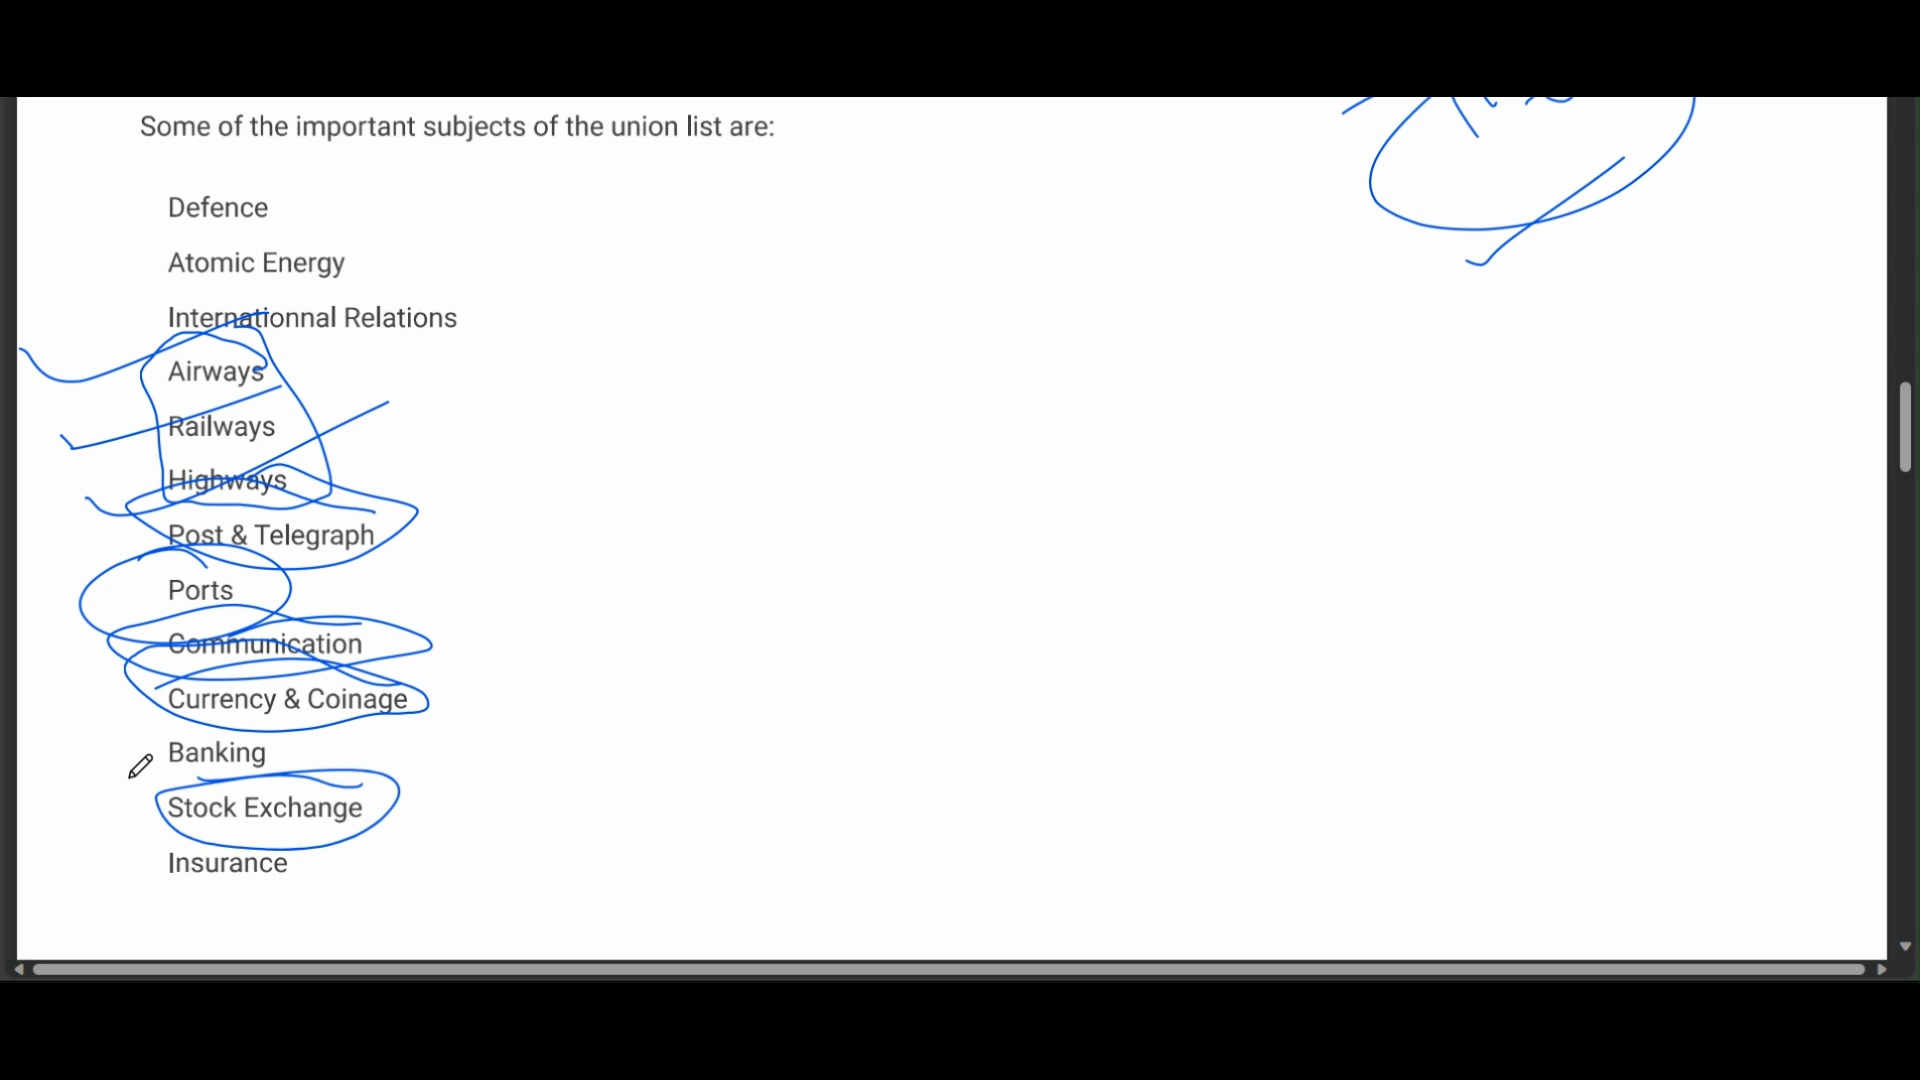 Some of the important subjects of the union list are:
Defence
Atomic Energy
Internationnal Relations
Airways
Railways
Highways
Post & Telegraph
Ports
Communication
Currency & Coinage
Banking
Stock Exchange
Insurance